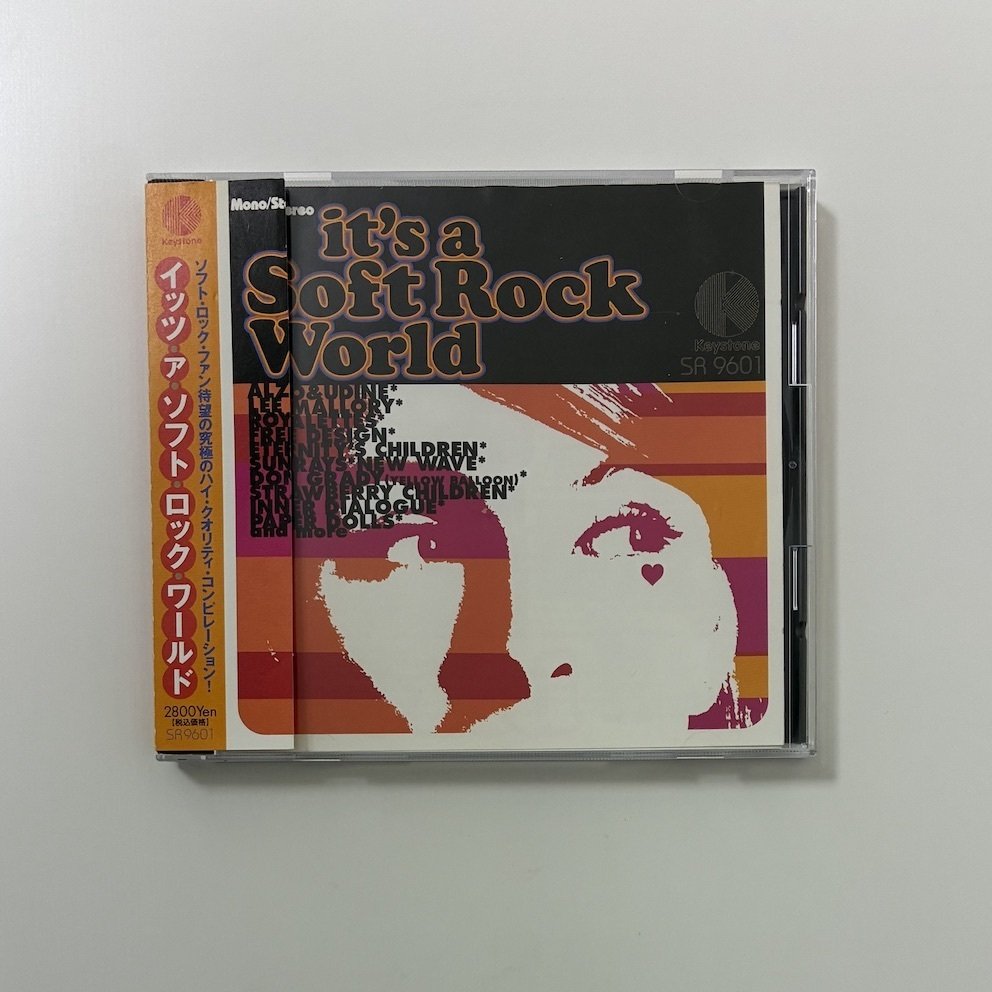 Keystone
ソフト・ロック・ファン待望の究極のハイ・クオリティ・コンピレーション!
イッツ・ア・ソフト・ロック・ワールド
2800Yen
【税込価格】
SR9601
Mono/Stereo
it's a
Soft Rock
World
Keystone
SR 9601
ALZO & UDINE*
LEE MALLORY*
ROYALETTES*
FREE DESIGN*
ETERNITY'S CHILDREN*
SUNRAYS*NEW WAVE*
DON GRADY(YELLOW BALLOON)*
STRAWBERRY CHILDREN*
INNER DIALOGUE*
PAPER DOLLS*
and more